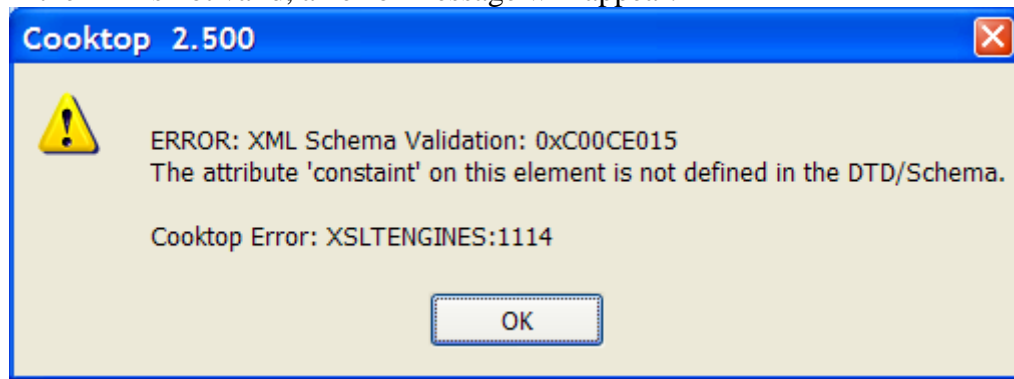 Cooktop 2.500
ERROR: XML Schema Validation: 0xC00CE015
The attribute 'constaint' on this element is not defined in the DTD/Schema.
Cooktop Error: XSLTENGINES:1114
OK